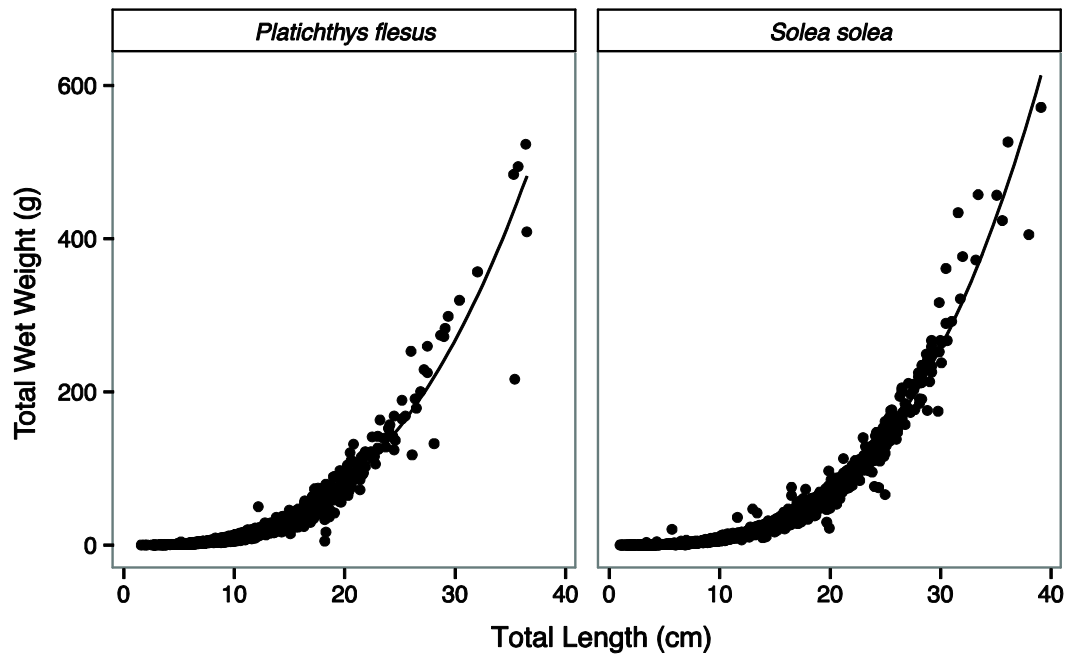 Platichthys flesus
Solea solea
Total Wet Weight (g)
600
400
200
0
0 10 20 30 40
0 10 20 30 40
Total Length (cm)